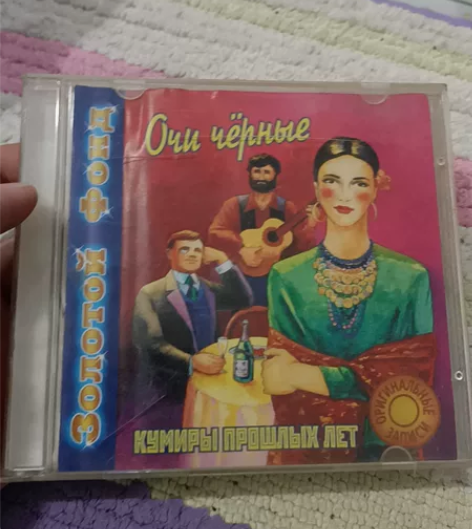 Золотой Фонд
Очи чёрные
КУМИРЫ ПРОШЛЫХ ЛЕТ
ОРИГИНАЛЬНЫЕ
ЗАПИСИ